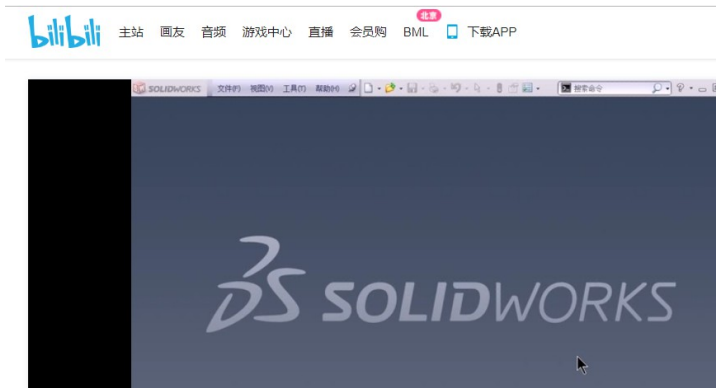 北京
bilibili 主站 画友 音频 游戏中心 直播 会员购 BML 下载APP
SOLIDWORKS 文件(F) 视图(V) 工具(T) 帮助(H) 搜索命令
3S SOLIDWORKS